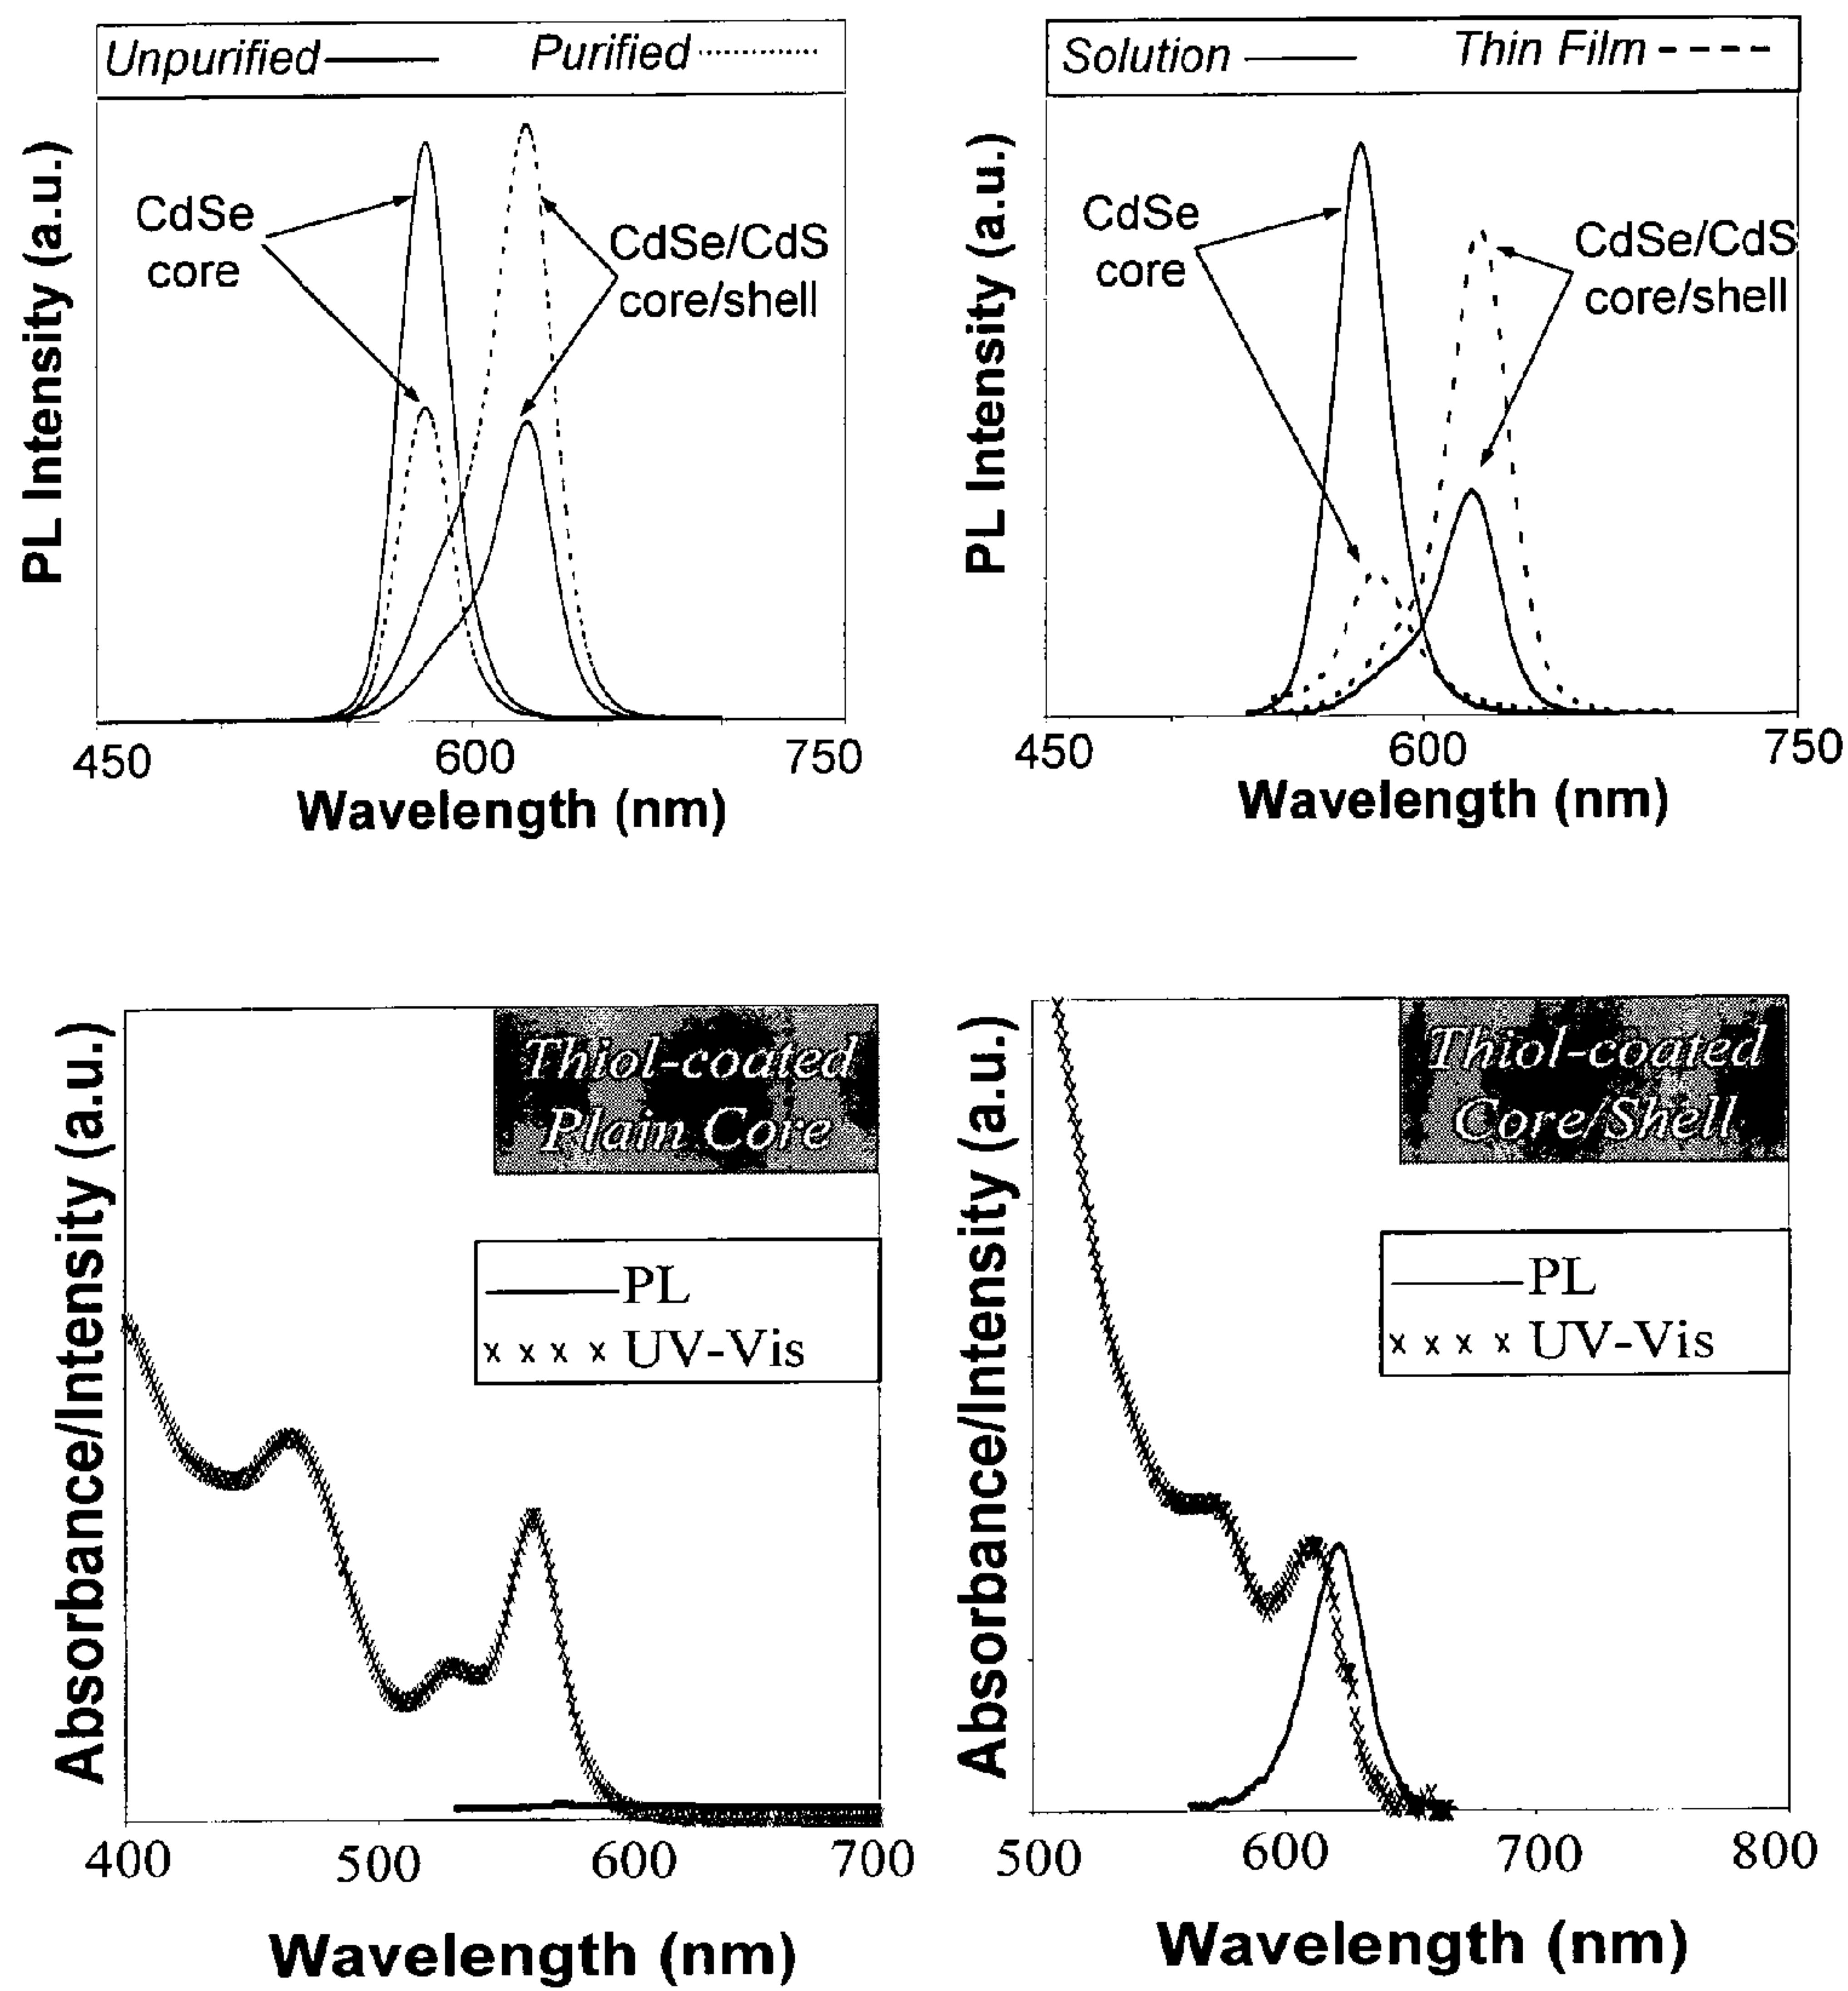 Unpurified Purified
PL Intensity (a.u.)
CdSe
core
CdSe/CdS
core/shell
450 600 750
Wavelength (nm)
Solution Thin Film
PL Intensity (a.u.)
CdSe
core
CdSe/CdS
core/shell
450 600 750
Wavelength (nm)
Absorbance/Intensity (a.u.)
Thiol-coated
Plain Core
PL
x x x x UV-Vis
400 500 600 700
Wavelength (nm)
Absorbance/Intensity (a.u.)
Thiol-coated
Core/Shell
PL
x x x x UV-Vis
500 600 700 800
Wavelength (nm)